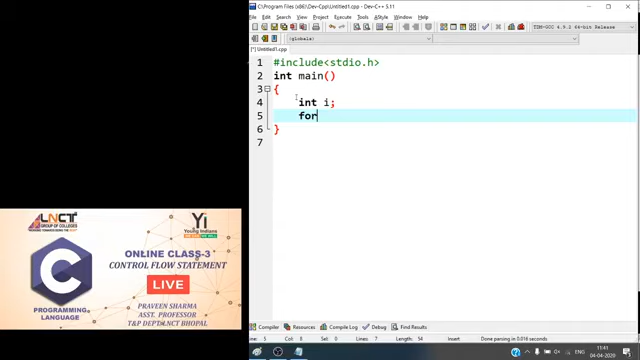 C:\Program Files (x86)\Dev-Cpp\Untitled1.cpp - Dev-C++ 5.11
File Edit Search View Project Execute Tools AStyle Window Help
TDM-GCC 4.9.2 64-bit Release
(globals)
[*] Untitled1.cpp
1 #include<stdio.h>
2 int main()
3 {
4 int i;
5 for
6 }
7
LNCT
GROUP OF COLLEGES
Yi
Young Indians
ONLINE CLASS-3
CONTROL FLOW STATEMENT
LIVE
C
PROGRAMMING
LANGUAGE
PRAVEEN SHARMA
ASST. PROFESSOR
T&P DEPTT.LNCT BHOPAL
Compiler Resources Compile Log Debug Find Results
Line: 5 Col: 8 Sel: 0 Lines: 7 Length: 54 Insert Done parsing in 0.016 seconds
11:41
04-04-2020